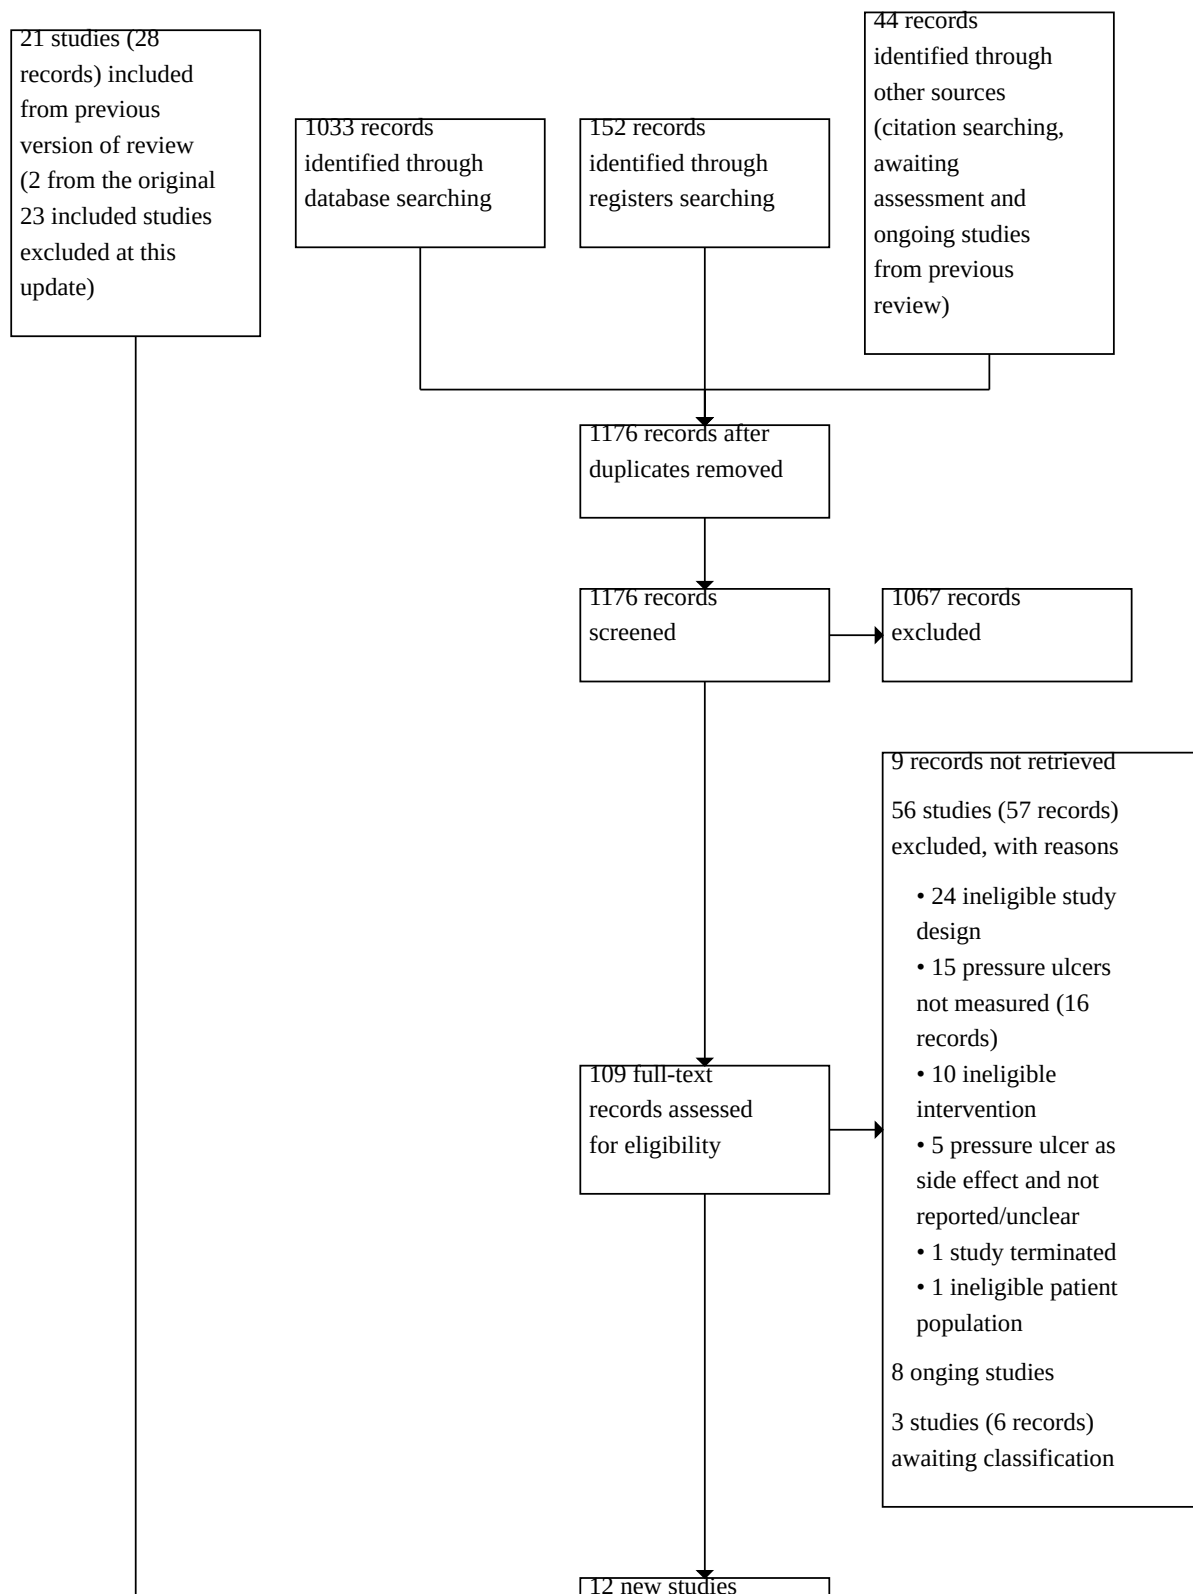 21 studies (28
records) included
from previous
version of review
(2 from the original
23 included studies
excluded at this
update)
1033 records
identified through
database searching
152 records
identified through
registers searching
44 records
identified through
other sources
(citation searching,
awaiting
assessment and
ongoing studies
from previous
review)
1176 records after
duplicates removed
1176 records
screened
1067 records
excluded
109 full-text
records assessed
for eligibility
9 records not retrieved
56 studies (57 records)
excluded, with reasons
• 24 ineligible study
design
• 15 pressure ulcers
not measured (16
records)
• 10 ineligible
intervention
• 5 pressure ulcer as
side effect and not
reported/unclear
• 1 study terminated
• 1 ineligible patient
population
8 onging studies
3 studies (6 records)
awaiting classification
12 new studies